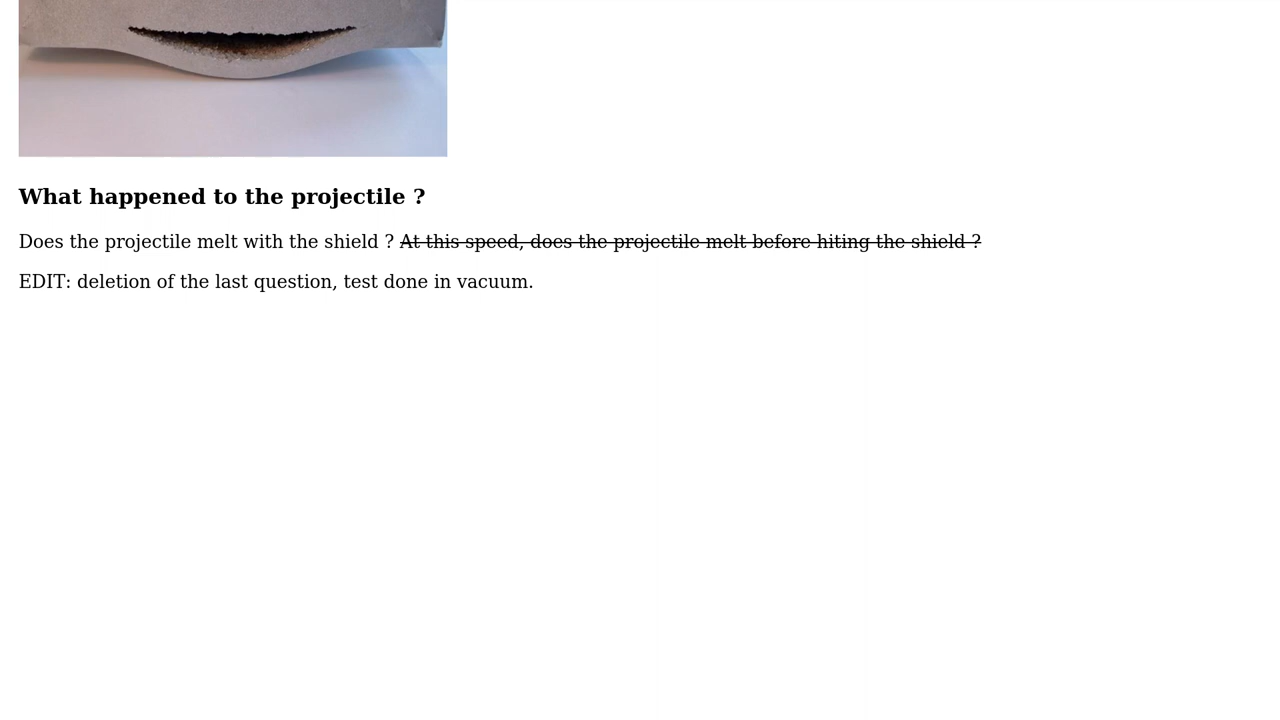 What happened to the projectile ?
Does the projectile melt with the shield ? At this speed, does the projectile melt before hiting the shield ?
EDIT: deletion of the last question, test done in vacuum.